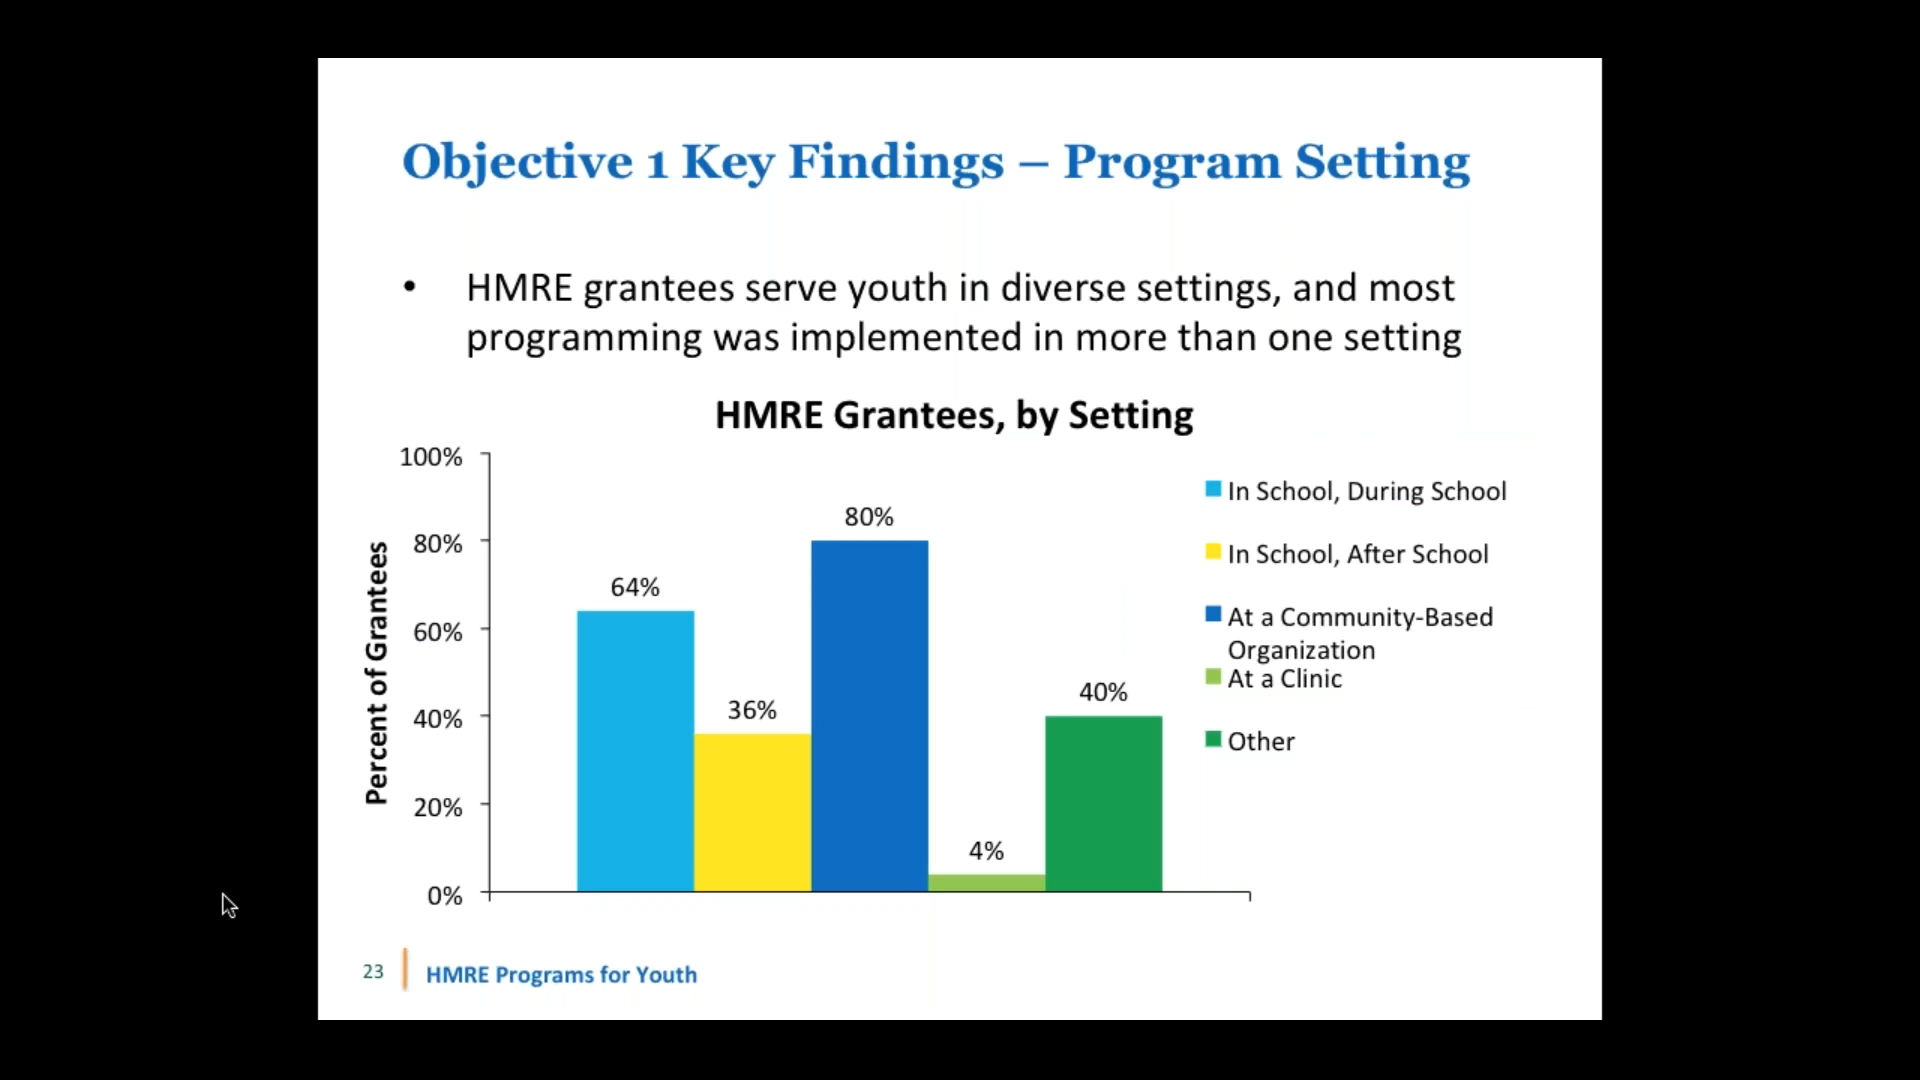 Objective 1 Key Findings – Program Setting
• HMRE grantees serve youth in diverse settings, and most
programming was implemented in more than one setting
HMRE Grantees, by Setting
Percent of Grantees
100%
80%
60%
40%
20%
0%
64%
36%
80%
4%
40%
In School, During School
In School, After School
At a Community-Based
Organization
At a Clinic
Other
23
HMRE Programs for Youth